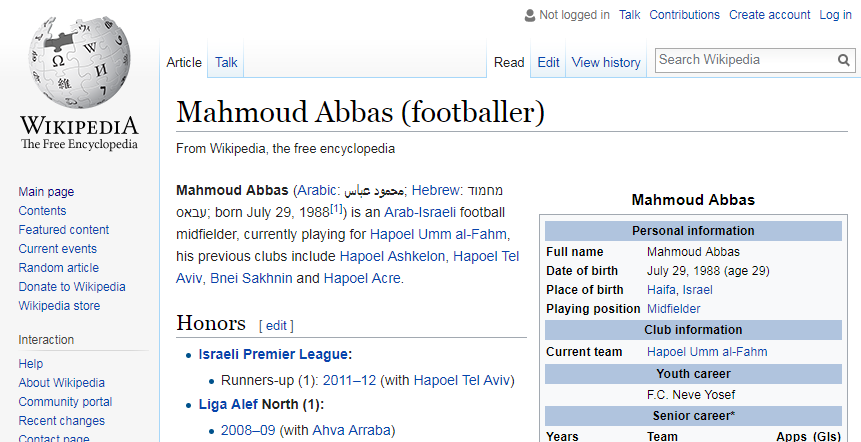 Not logged in Talk Contributions Create account Log in
Article Talk Read Edit View history Search Wikipedia
WIKIPEDIA
The Free Encyclopedia
Main page
Contents
Featured content
Current events
Random article
Donate to Wikipedia
Wikipedia store
Interaction
Help
About Wikipedia
Community portal
Recent changes
Contact page
Mahmoud Abbas (footballer)
From Wikipedia, the free encyclopedia
Mahmoud Abbas (Arabic: محمود عباس; Hebrew: מחמוד
עבאס; born July 29, 1988[1]) is an Arab-Israeli football
midfielder, currently playing for Hapoel Umm al-Fahm,
his previous clubs include Hapoel Ashkelon, Hapoel Tel
Aviv, Bnei Sakhnin and Hapoel Acre.
Honors [ edit ]
• Israeli Premier League:
• Runners-up (1): 2011–12 (with Hapoel Tel Aviv)
• Liga Alef North (1):
• 2008–09 (with Ahva Arraba)
Mahmoud Abbas
Personal information
Full name Mahmoud Abbas
Date of birth July 29, 1988 (age 29)
Place of birth Haifa, Israel
Playing position Midfielder
Club information
Current team Hapoel Umm al-Fahm
Youth career
F.C. Neve Yosef
Senior career*
Years Team Apps (Gls)